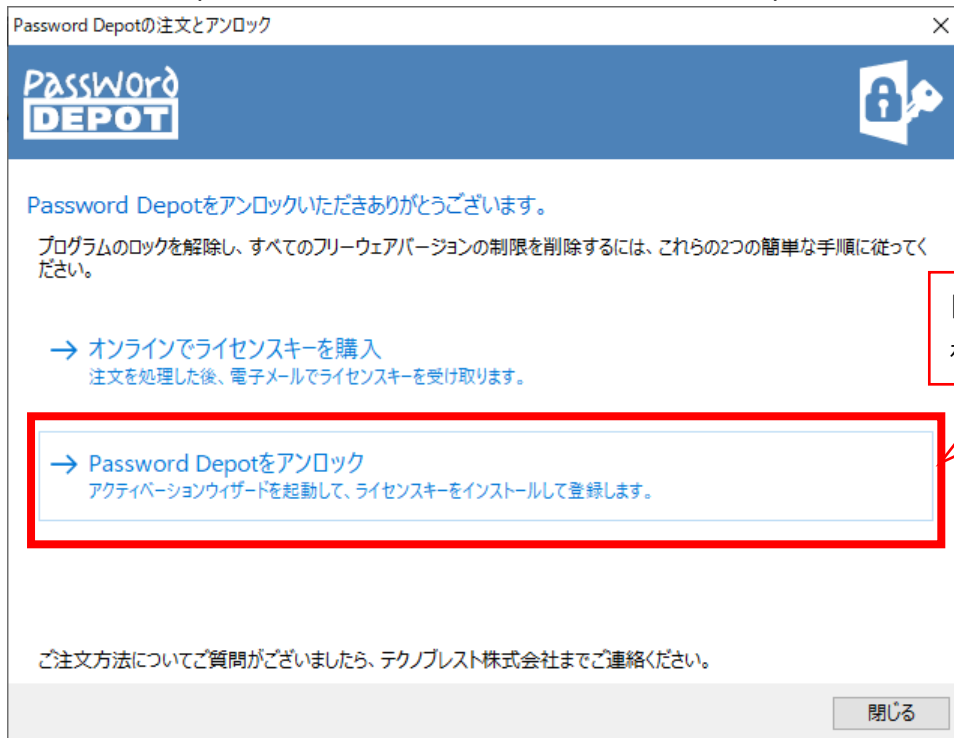 Password Depotの注文とアンロック
PassWord
DEPOT
Password Depotをアンロックいただきありがとうございます。
プログラムのロックを解除し、すべてのフリーウェアバージョンの制限を削除するには、これらの2つの簡単な手順に従ってく
ださい。
→ オンラインでライセンスキーを購入
注文を処理した後、電子メールでライセンスキーを受け取ります。
→ Password Depotをアンロック
アクティベーションウィザードを起動して、ライセンスキーをインストールして登録します。
ご注文方法についてご質問がございましたら、テクノブレスト株式会社までご連絡ください。
閉じる